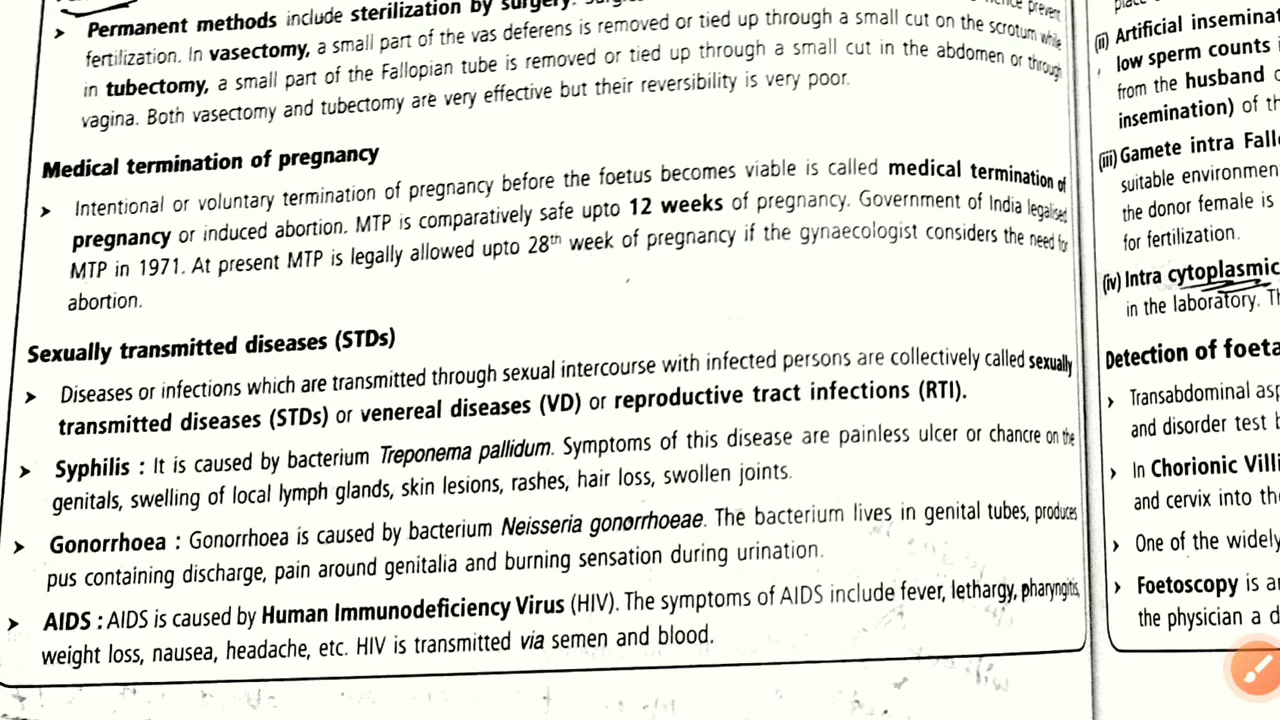 Permanent methods include sterilization by surgery.
fertilization. In vasectomy, a small part of the vas deferens is removed or tied up through a small cut on the scrotum while
in tubectomy, a small part of the Fallopian tube is removed or tied up through a small cut in the abdomen or through
vagina. Both vasectomy and tubectomy are very effective but their reversibility is very poor.
Medical termination of pregnancy
Intentional or voluntary termination of pregnancy before the foetus becomes viable is called medical termination of
pregnancy or induced abortion. MTP is comparatively safe upto 12 weeks of pregnancy. Government of India legalised
MTP in 1971. At present MTP is legally allowed upto 28th week of pregnancy if the gynaecologist considers the need for
abortion.
Sexually transmitted diseases (STDs)
Diseases or infections which are transmitted through sexual intercourse with infected persons are collectively called sexually
transmitted diseases (STDs) or venereal diseases (VD) or reproductive tract infections (RTI).
Syphilis : It is caused by bacterium Treponema pallidum. Symptoms of this disease are painless ulcer or chancre on the
genitals, swelling of local lymph glands, skin lesions, rashes, hair loss, swollen joints.
Gonorrhoea : Gonorrhoea is caused by bacterium Neisseria gonorrhoeae. The bacterium lives in genital tubes, produces
pus containing discharge, pain around genitalia and burning sensation during urination.
AIDS : AIDS is caused by Human Immunodeficiency Virus (HIV). The symptoms of AIDS include fever, lethargy, pharyngitis,
weight loss, nausea, headache, etc. HIV is transmitted via semen and blood.
(ii) Artificial inseminat
low sperm counts i
from the husband
insemination) of th
(iii) Gamete intra Fall
suitable environmen
the donor female is
for fertilization.
(iv) Intra cytoplasmic
in the laboratory. Th
Detection of foeta
Transabdominal asp
and disorder test b
In Chorionic Villi
and cervix into the
One of the widely
Foetoscopy is an
the physician a d